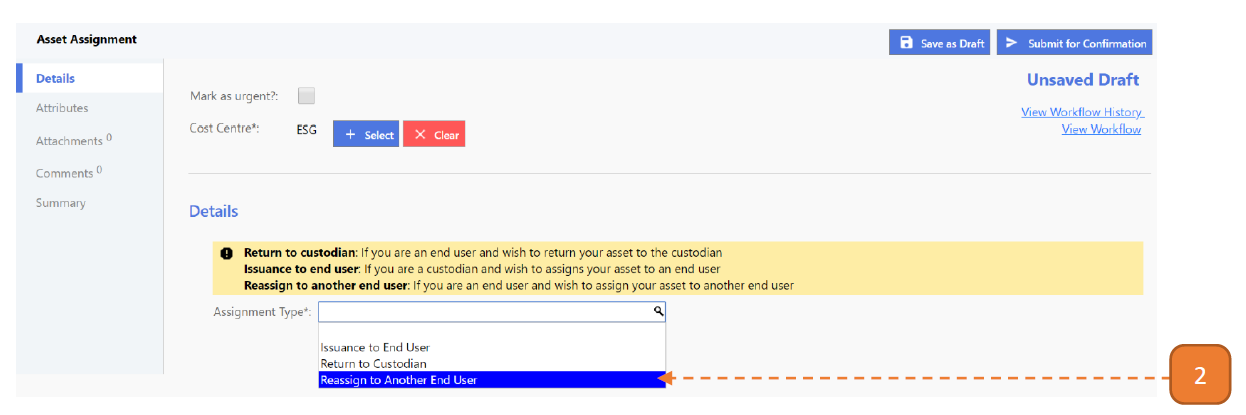 Asset Assignment
Save as Draft
Submit for Confirmation
Details
Unsaved Draft
Attributes
Mark as urgent?:
View Workflow History
Cost Centre*: ESG + Select × Clear
View Workflow
Attachments 0
Comments 0
Summary
Details
Return to custodian: If you are an end user and wish to return your asset to the custodian
Issuance to end user: If you are a custodian and wish to assigns your asset to an end user
Reassign to another end user: If you are an end user and wish to assign your asset to another end user
Assignment Type*:
Issuance to End User
Return to Custodian
Reassign to Another End User
2